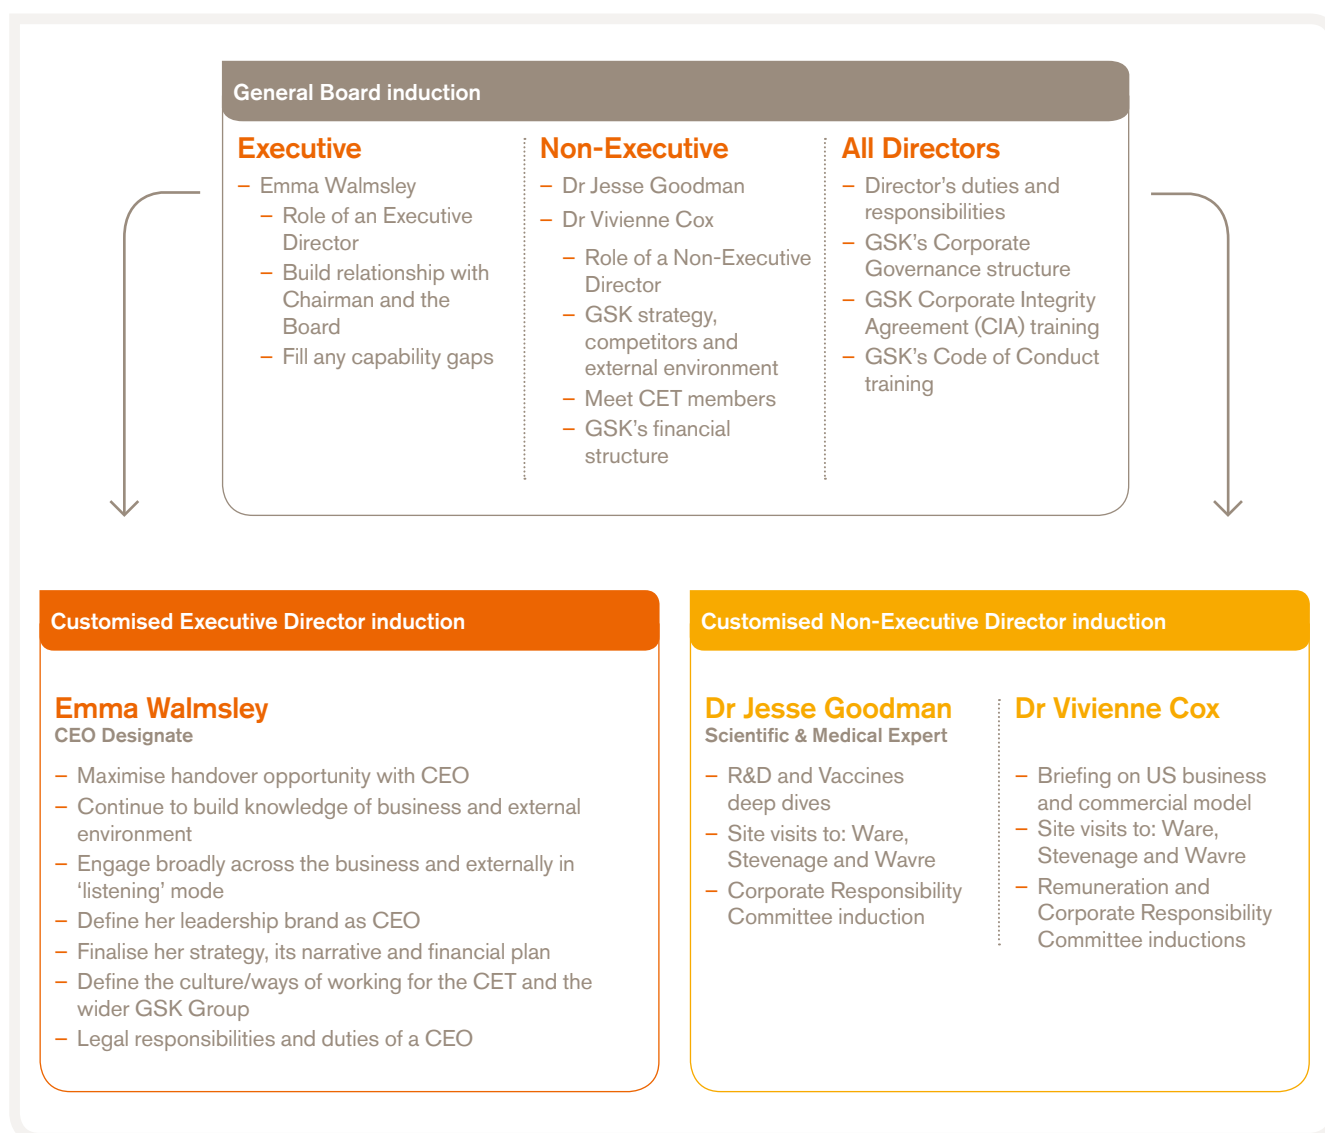 General Board induction
Executive
– Emma Walmsley
– Role of an Executive
Director
– Build relationship with
Chairman and the
Board
– Fill any capability gaps
Non-Executive
– Dr Jesse Goodman
– Dr Vivienne Cox
– Role of a Non-Executive
Director
– GSK strategy,
competitors and
external environment
– Meet CET members
– GSK’s financial
structure
All Directors
– Director’s duties and
responsibilities
– GSK’s Corporate
Governance structure
– GSK Corporate Integrity
Agreement (CIA) training
– GSK’s Code of Conduct
training
Customised Executive Director induction
Emma Walmsley
CEO Designate
– Maximise handover opportunity with CEO
– Continue to build knowledge of business and external
environment
– Engage broadly across the business and externally in
‘listening’ mode
– Define her leadership brand as CEO
– Finalise her strategy, its narrative and financial plan
– Define the culture/ways of working for the CET and the
wider GSK Group
– Legal responsibilities and duties of a CEO
Customised Non-Executive Director induction
Dr Jesse Goodman
Scientific & Medical Expert
– R&D and Vaccines
deep dives
– Site visits to: Ware,
Stevenage and Wavre
– Corporate Responsibility
Committee induction
Dr Vivienne Cox
– Briefing on US business
and commercial model
– Site visits to: Ware,
Stevenage and Wavre
– Remuneration and
Corporate Responsibility
Committee inductions